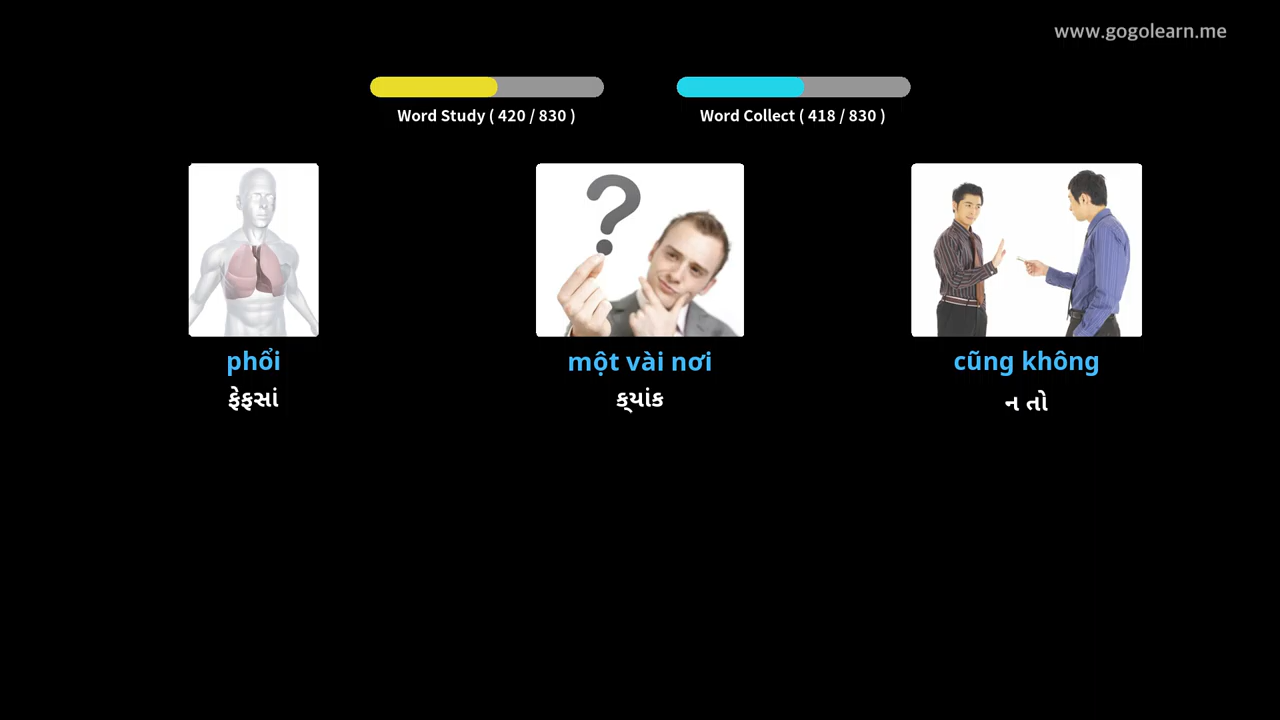 www.gogolearn.me
Word Study ( 420 / 830 )
Word Collect ( 418 / 830 )
phổi
một vài nơi
cũng không
ફેફસાં
ક્યાંક
ન તો